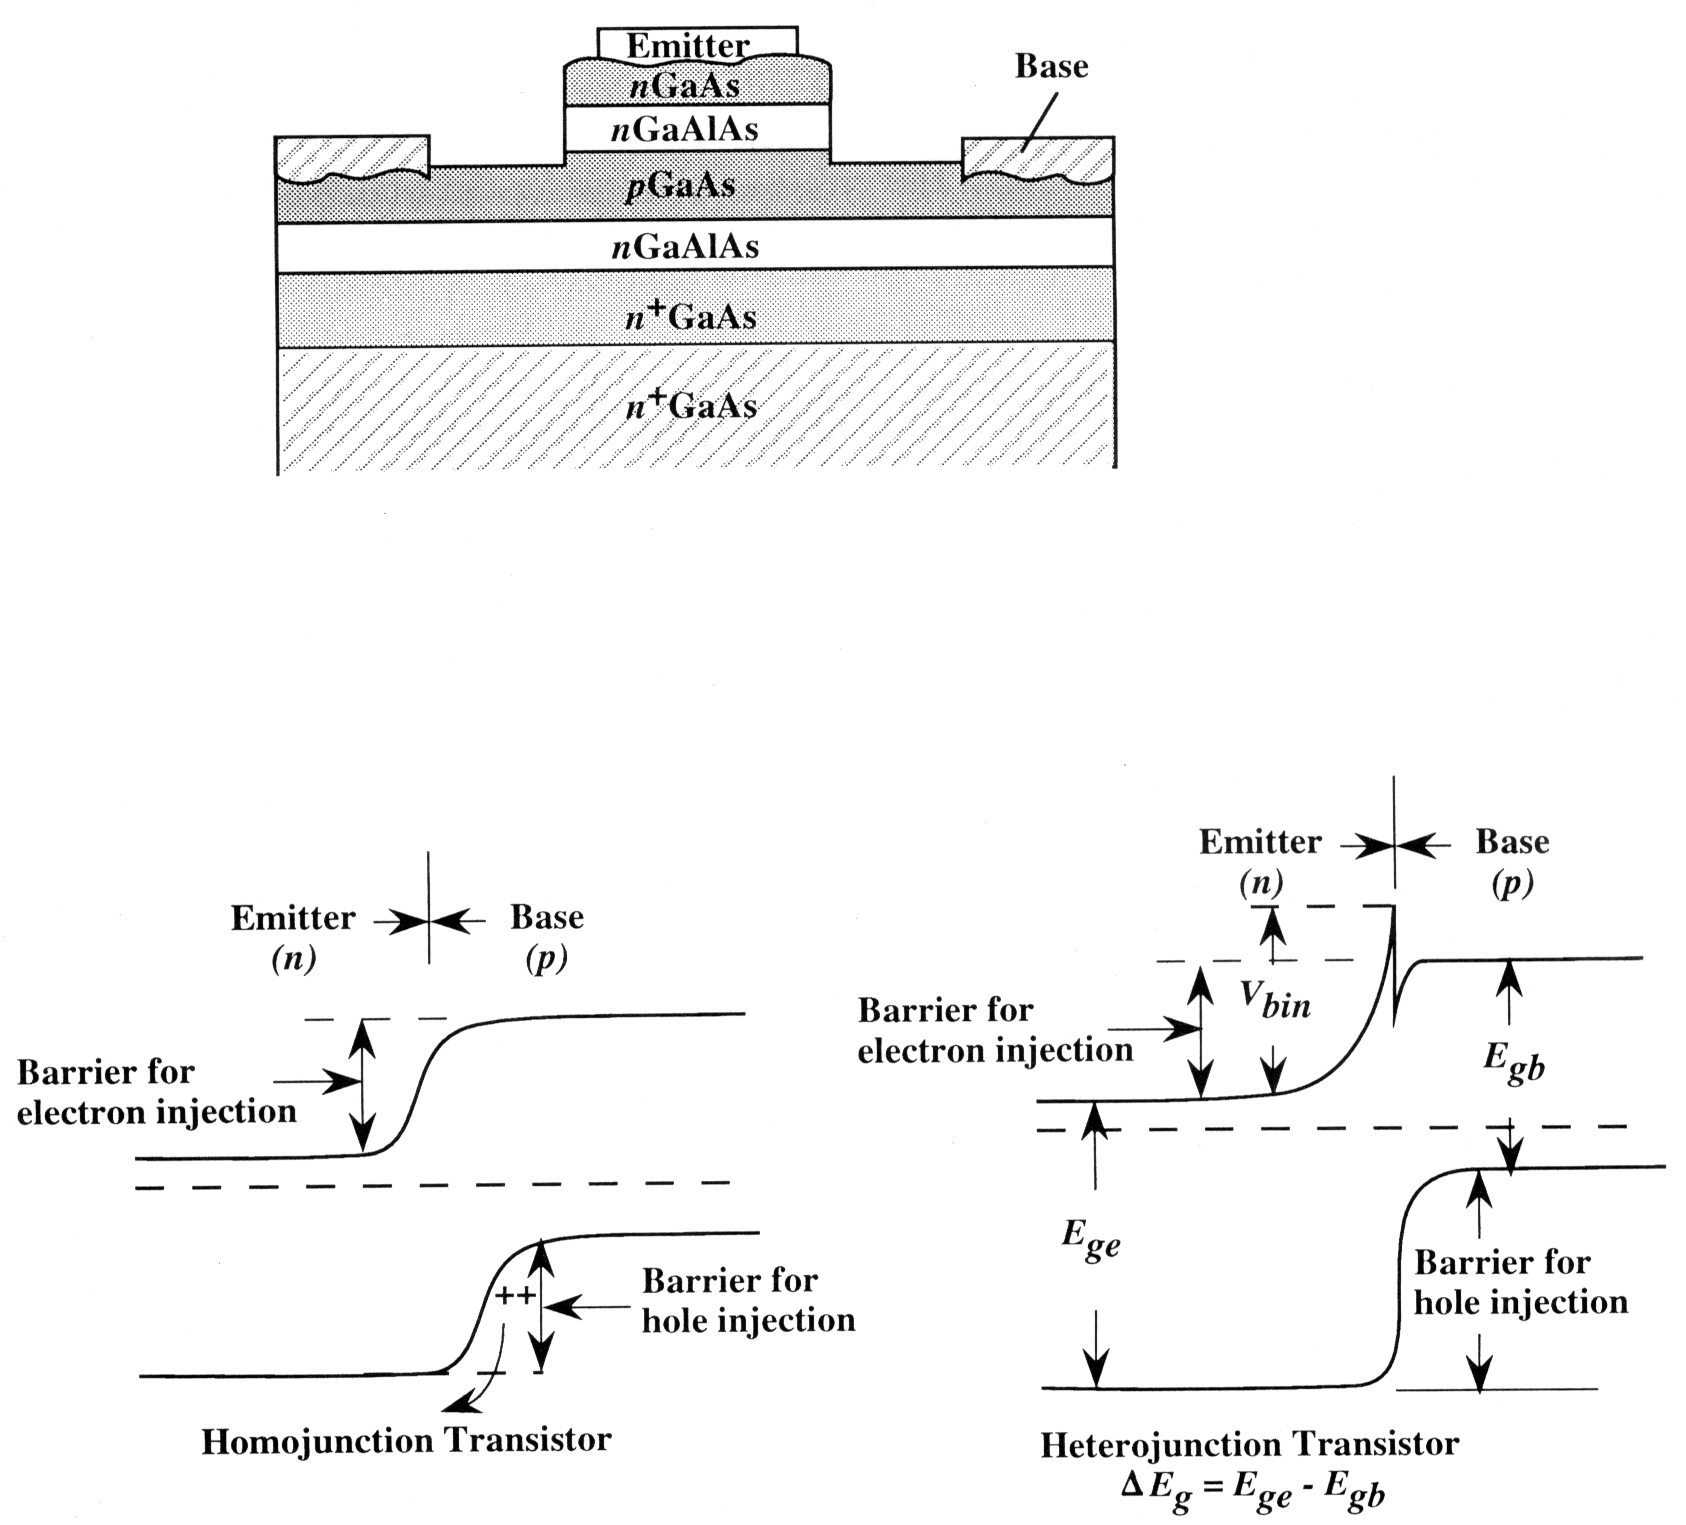 Emitter
nGaAs
Base
nGaAlAs
pGaAs
nGaAlAs
n⁺GaAs
n⁺GaAs
Emitter
(n)
Base
(p)
Barrier for
electron injection
++
Barrier for
hole injection
Homojunction Transistor
Emitter
(n)
Base
(p)
Barrier for
electron injection
Vbin
Egb
Ege
Barrier for
hole injection
Heterojunction Transistor
ΔEg = Ege - Egb